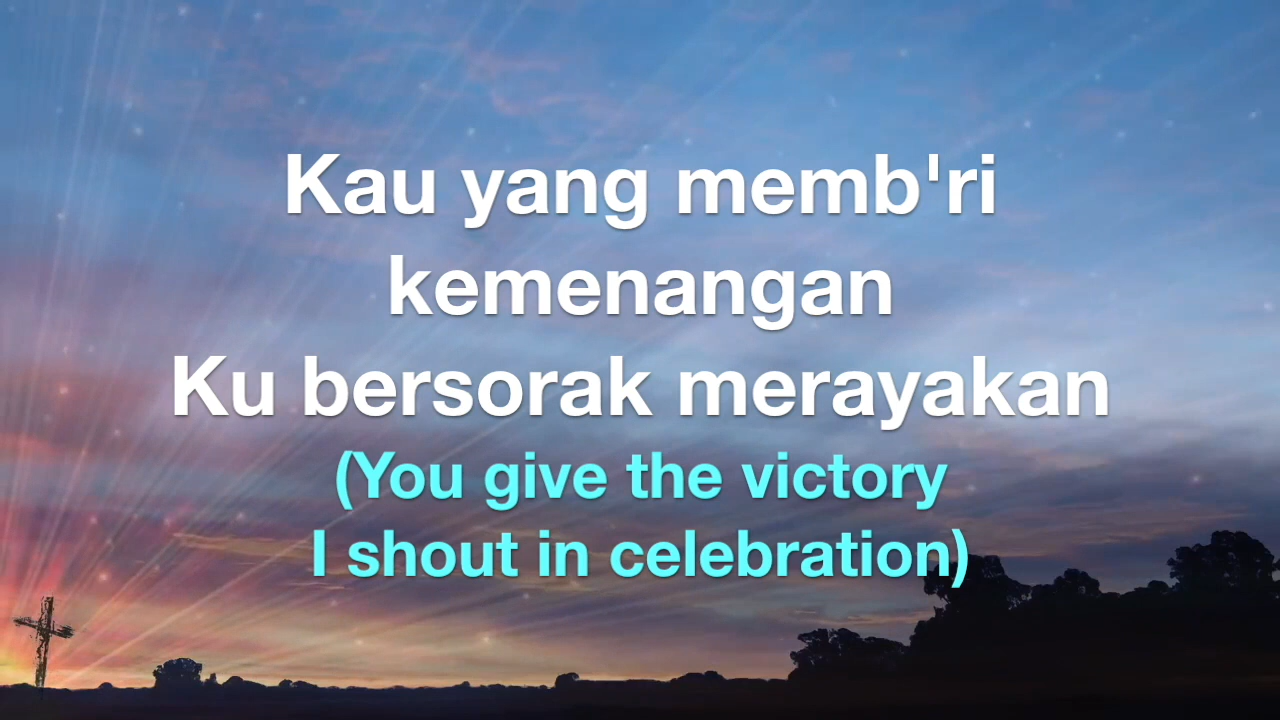 Kau yang memb'ri
kemenangan
Ku bersorak merayakan
(You give the victory
I shout in celebration)